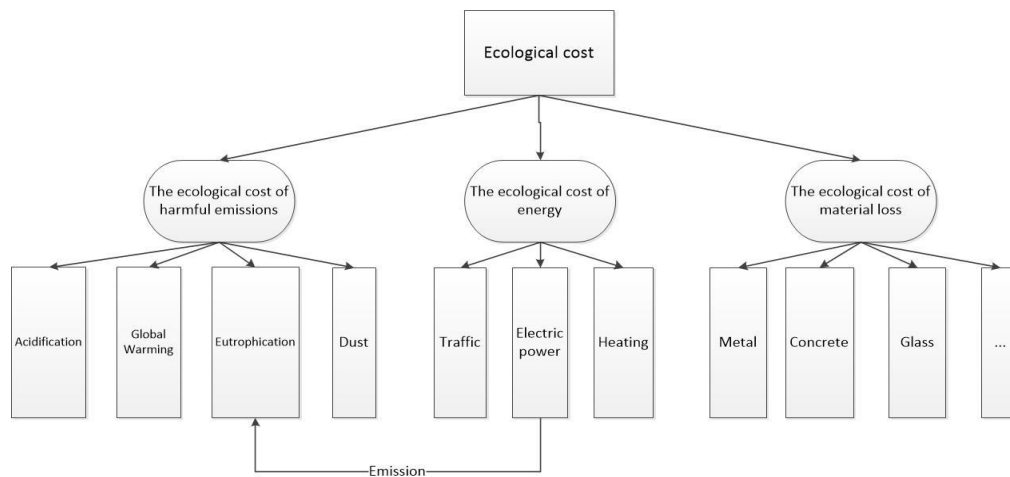 Ecological cost
The ecological cost of
harmful emissions
The ecological cost of
energy
The ecological cost of
material loss
Acidification
Global
Warming
Eutrophication
Dust
Traffic
Electric
power
Heating
Metal
Concrete
Glass
...
Emission